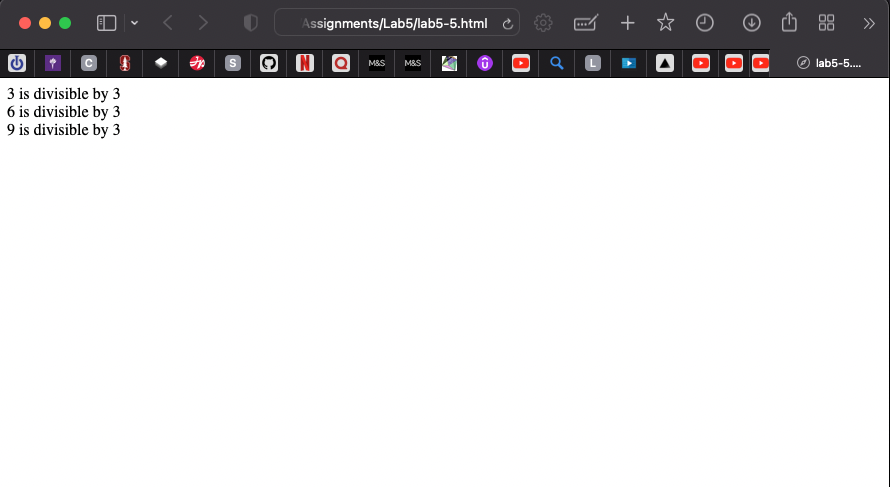 Assignments/Lab5/lab5-5.html
C
S
N
Q
M&S
M&S
L
lab5-5....
3 is divisible by 3
6 is divisible by 3
9 is divisible by 3